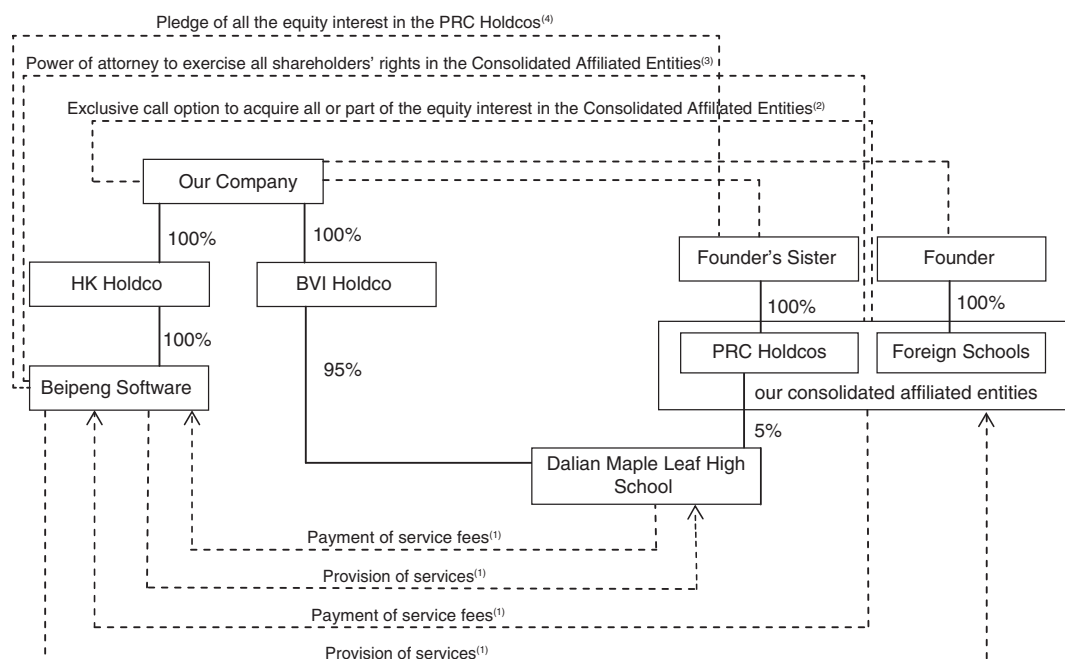 Pledge of all the equity interest in the PRC Holdcos(4)
Power of attorney to exercise all shareholders' rights in the Consolidated Affiliated Entities(3)
Exclusive call option to acquire all or part of the equity interest in the Consolidated Affiliated Entities(2)
Our Company
100%
100%
HK Holdco
BVI Holdco
Founder's Sister
Founder
100%
100%
100%
PRC Holdcos
Foreign Schools
95%
Beipeng Software
our consolidated affiliated entities
5%
Dalian Maple Leaf High
School
Payment of service fees(1)
Provision of services(1)
Payment of service fees(1)
Provision of services(1)